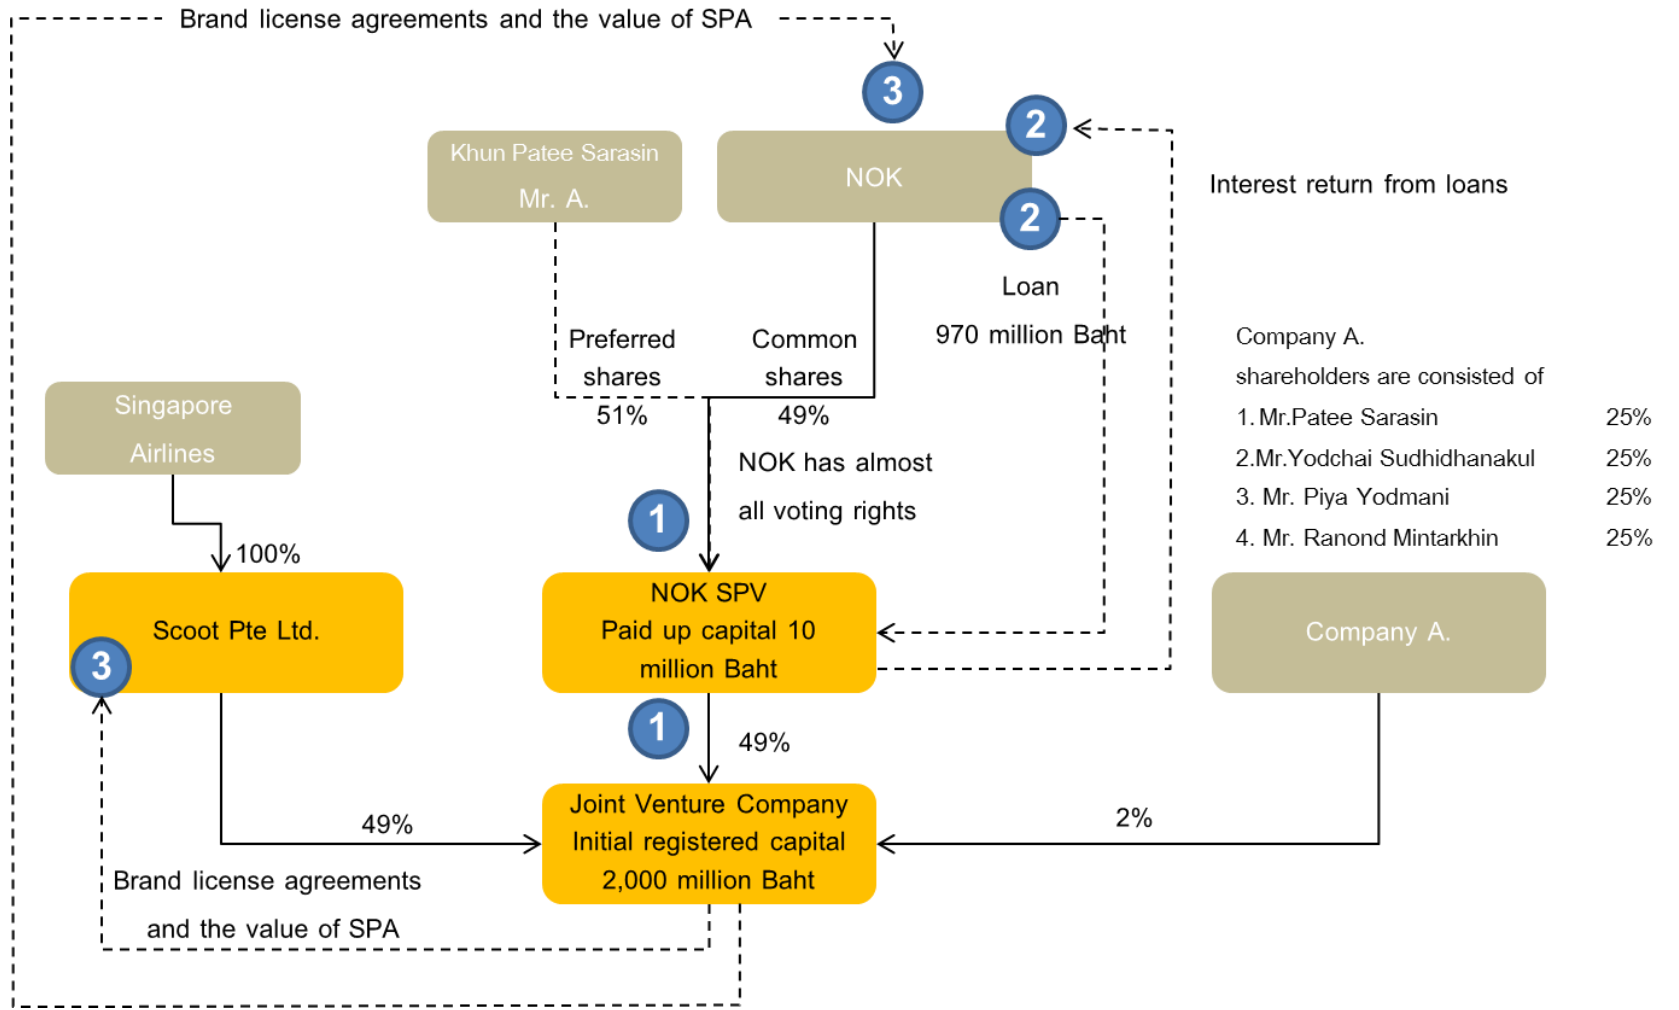 Brand license agreements and the value of SPA
3
2
Khun Patee Sarasin
Mr. A.
NOK
Interest return from loans
2
Loan
970 million Baht
Preferred
shares
51%
Common
shares
49%
Company A.
shareholders are consisted of
1. Mr.Patee Sarasin 25%
2.Mr.Yodchai Sudhidhanakul 25%
3. Mr. Piya Yodmani 25%
4. Mr. Ranond Mintarkhin 25%
Singapore
Airlines
NOK has almost
all voting rights
1
100%
Scoot Pte Ltd.
3
NOK SPV
Paid up capital 10
million Baht
Company A.
1
49%
49%
Joint Venture Company
Initial registered capital
2,000 million Baht
2%
Brand license agreements
and the value of SPA